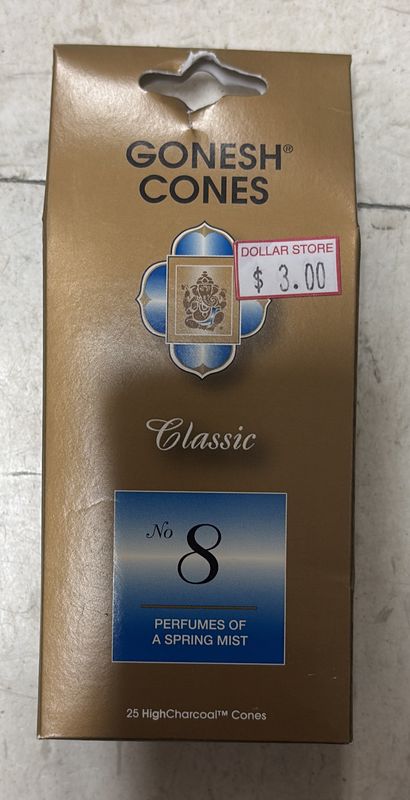 GONESH®
CONES
DOLLAR STORE
$ 3.00
Classic
No 8
PERFUMES OF
A SPRING MIST
25 HighCharcoal™ Cones